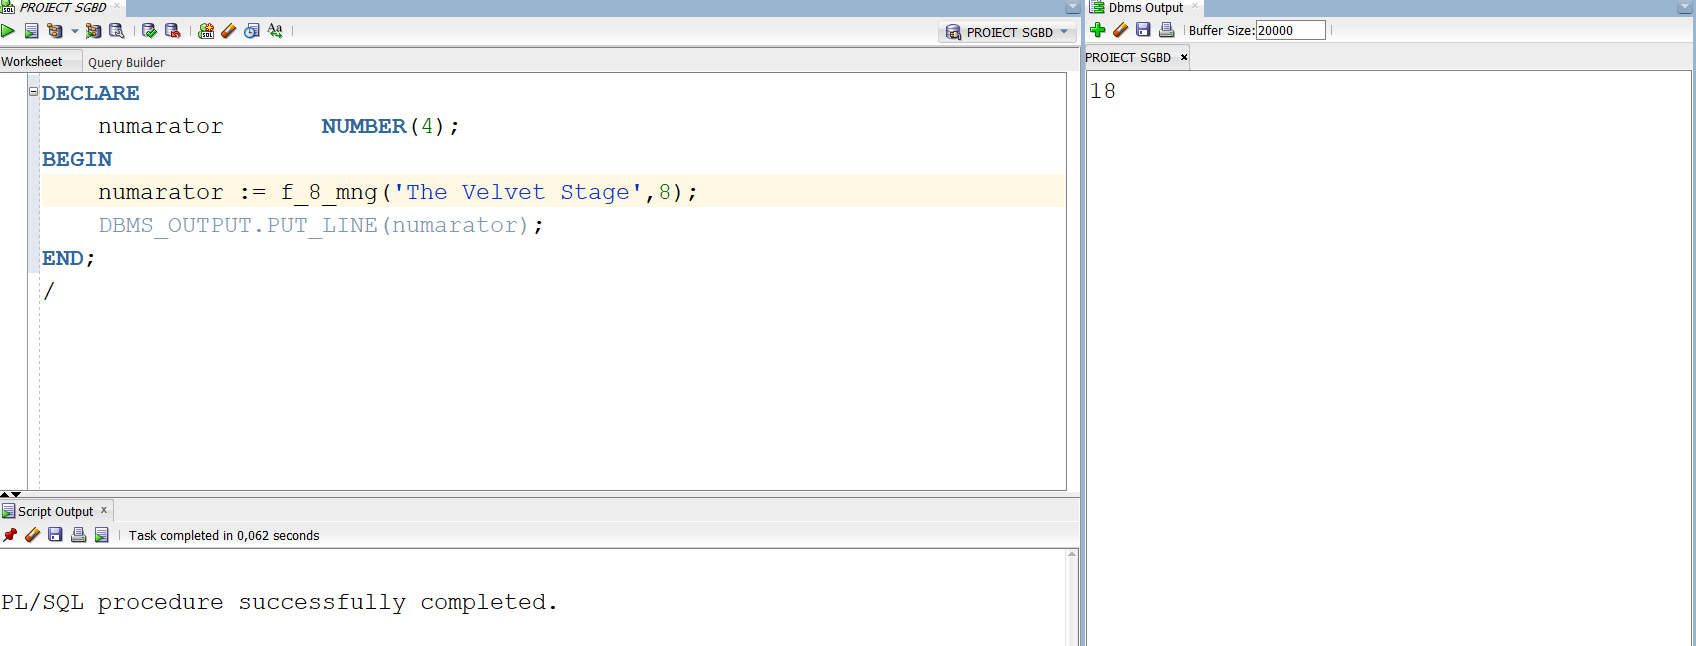 PROIECT SGBD
PROIECT SGBD
Worksheet Query Builder
DECLARE
numarator NUMBER(4);
BEGIN
numarator := f_8_mng('The Velvet Stage',8);
DBMS_OUTPUT.PUT_LINE(numarator);
END;
/
Script Output
Task completed in 0,062 seconds
PL/SQL procedure successfully completed.
Dbms Output
Buffer Size: 20000
PROIECT SGBD
18